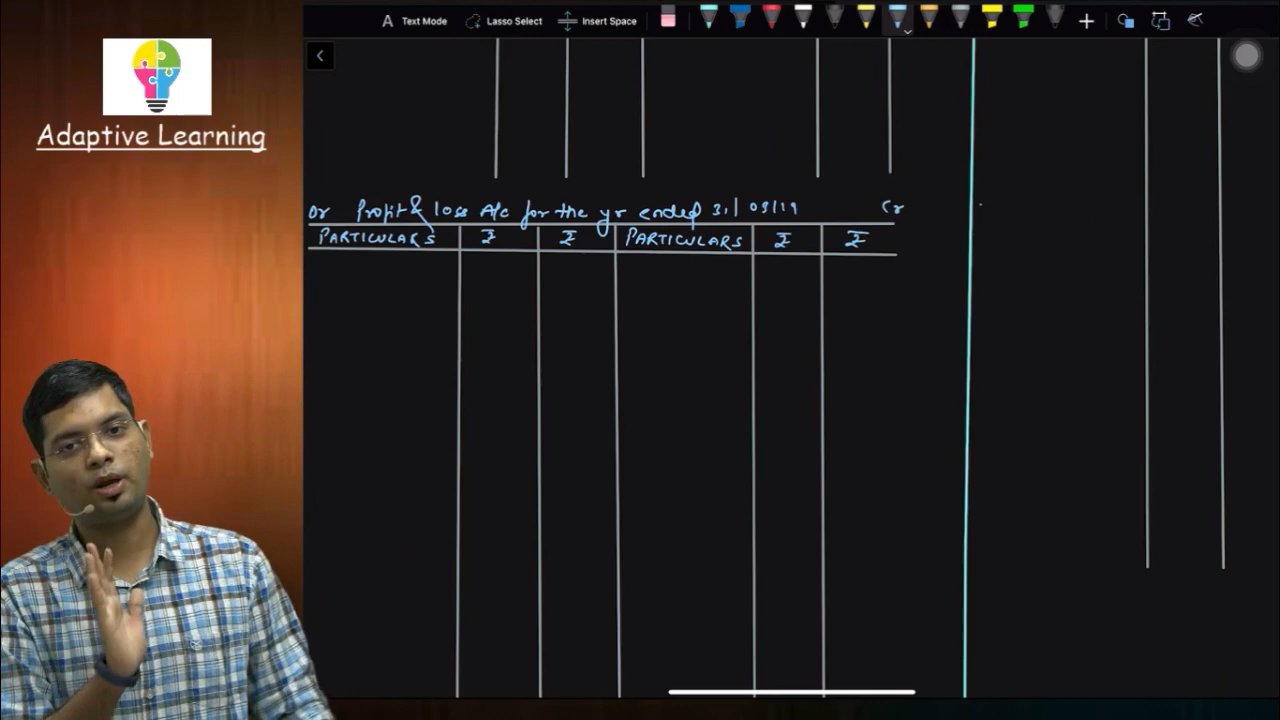 Text Mode
Lasso Select
Insert Space
Adaptive Learning
Dr Profit & loss A/c for the yr ended 31/03/19 Cr
PARTICULARS ₹ ₹ PARTICULARS ₹ ₹